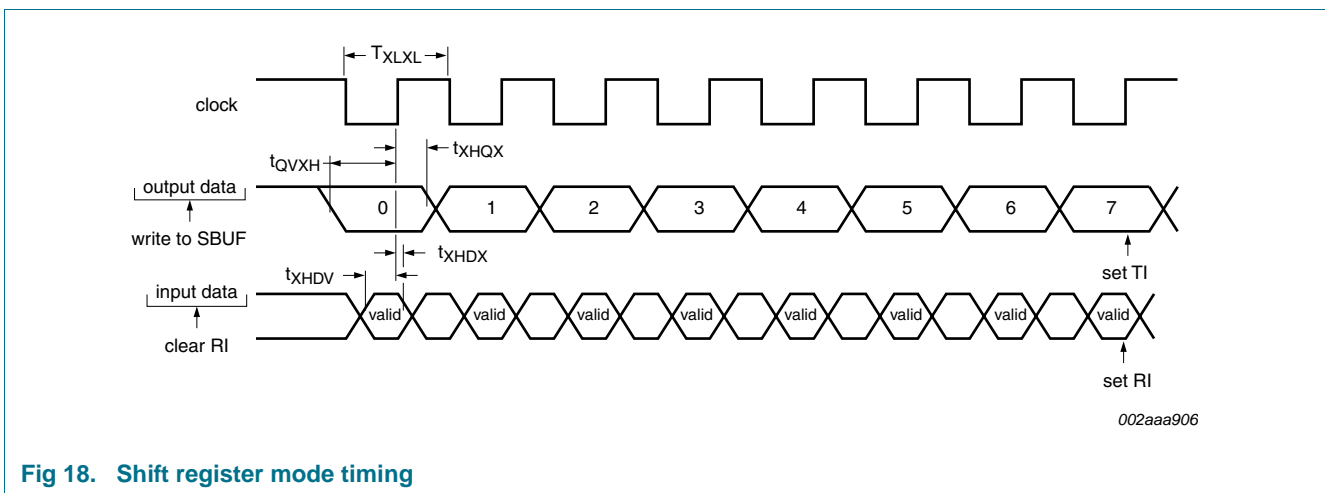 TXLXL
clock
tQVXH
tXHQX
output data
0 1 2 3 4 5 6 7
write to SBUF
tXHDX
set TI
tXHDV
input data
valid valid valid valid valid valid valid valid
clear RI
set RI
002aaa906
Fig 18. Shift register mode timing